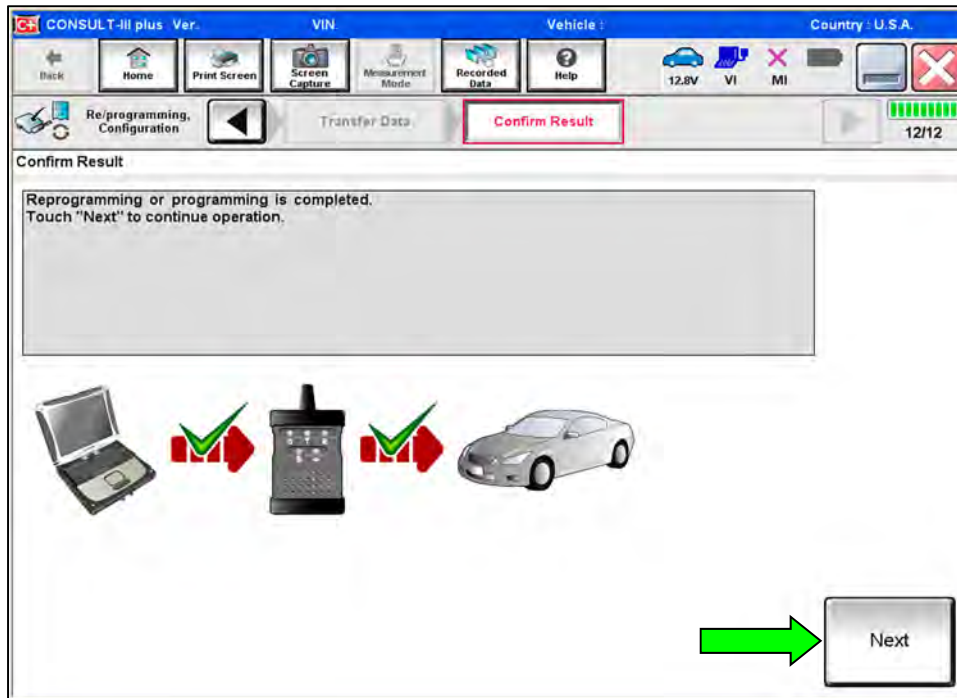 C+ CONSULT-III plus Ver. VIN Vehicle : Country : U.S.A.
Back Home Print Screen Screen Capture Measurement Mode Recorded Data Help 12.8V VI MI
Re/programming, Configuration Transfer Data Confirm Result 12/12
Confirm Result
Reprogramming or programming is completed.
Touch "Next" to continue operation.
Next